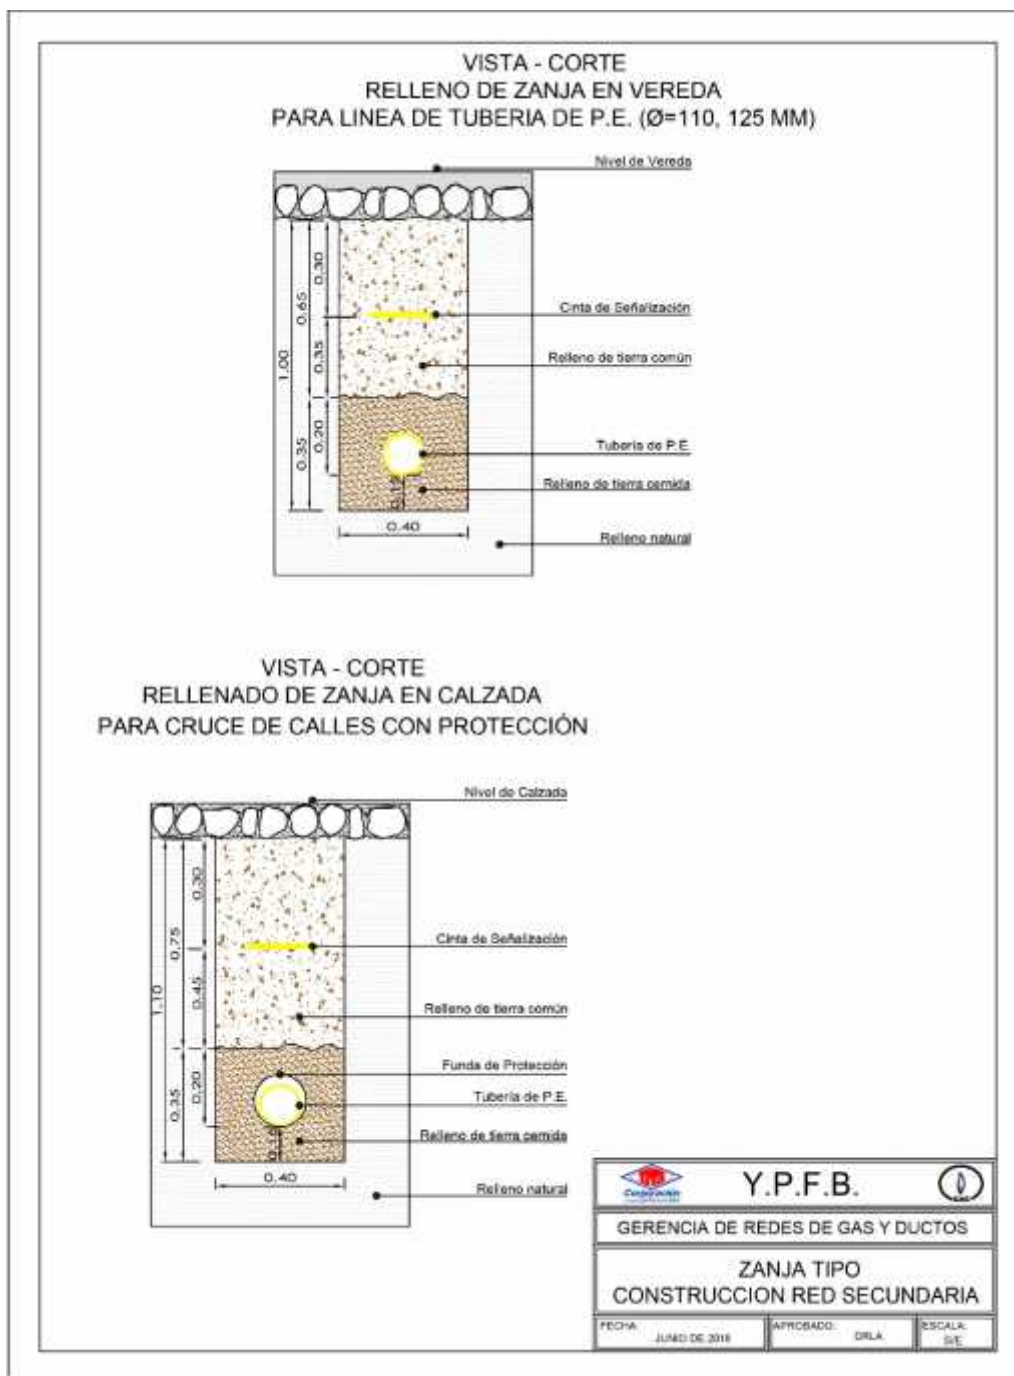 VISTA - CORTE
RELLENO DE ZANJA EN VEREDA
PARA LINEA DE TUBERIA DE P.E. (Ø=110, 125 MM)
Nivel de Vereda
0.30
0.65
Cinta de Señalización
0.35
Relleno de tierra común
1.00
0.20
0.35
Tubería de P.E.
Relleno de tierra cernida
0.40
Relleno natural
VISTA - CORTE
RELLENADO DE ZANJA EN CALZADA
PARA CRUCE DE CALLES CON PROTECCIÓN
Nivel de Calzada
0.30
0.75
Cinta de Señalización
0.45
1.10
Relleno de tierra común
Funda de Protección
0.20
0.35
Tubería de P.E.
Relleno de tierra cernida
0.40
Relleno natural
Corporación
Y.P.F.B.
GERENCIA DE REDES DE GAS Y DUCTOS
ZANJA TIPO
CONSTRUCCION RED SECUNDARIA
FECHA:
JUNIO DE
APROBADO:
DRLA
ESCALA:
S/E